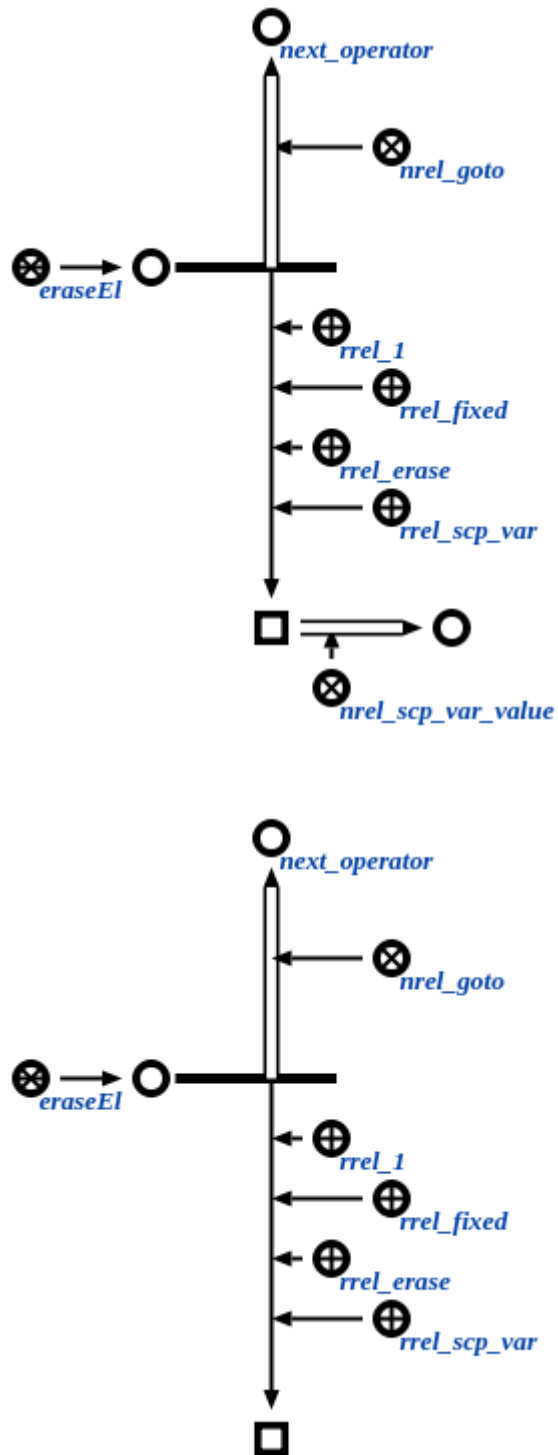 next_operator
nrel_goto
eraseEl
rrel_1
rrel_fixed
rrel_erase
rrel_scp_var
nrel_scp_var_value
next_operator
nrel_goto
eraseEl
rrel_1
rrel_fixed
rrel_erase
rrel_scp_var